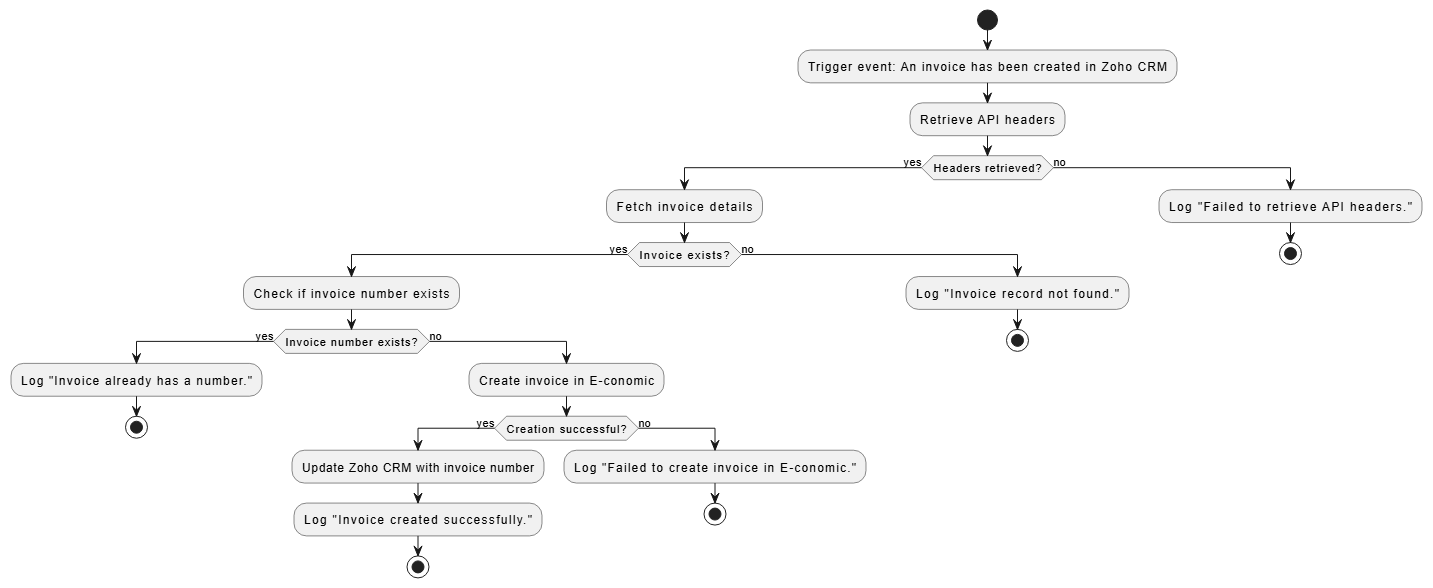 Trigger event: An invoice has been created in Zoho CRM
Retrieve API headers
yes
Headers retrieved?
no
Fetch invoice details
Log "Failed to retrieve API headers."
yes
Invoice exists?
no
Check if invoice number exists
Log "Invoice record not found."
yes
Invoice number exists?
no
Log "Invoice already has a number."
Create invoice in E-conomic
yes
Creation successful?
no
Update Zoho CRM with invoice number
Log "Failed to create invoice in E-conomic."
Log "Invoice created successfully."